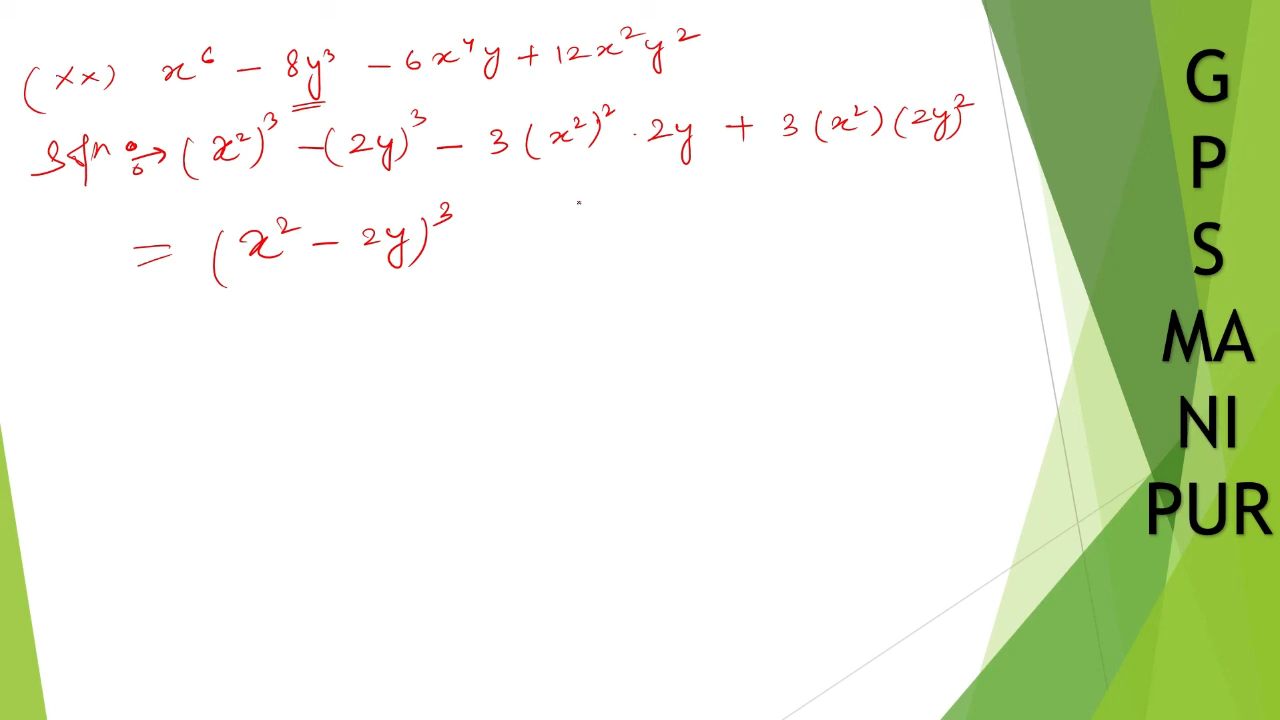 (xx) x⁶ - 8y³ - 6x⁴y + 12x²y²
Solⁿ :→ (x²)³ - (2y)³ - 3(x²)² · 2y + 3(x²)(2y)²
= (x² - 2y)³
G
P
S
MA
NI
PUR